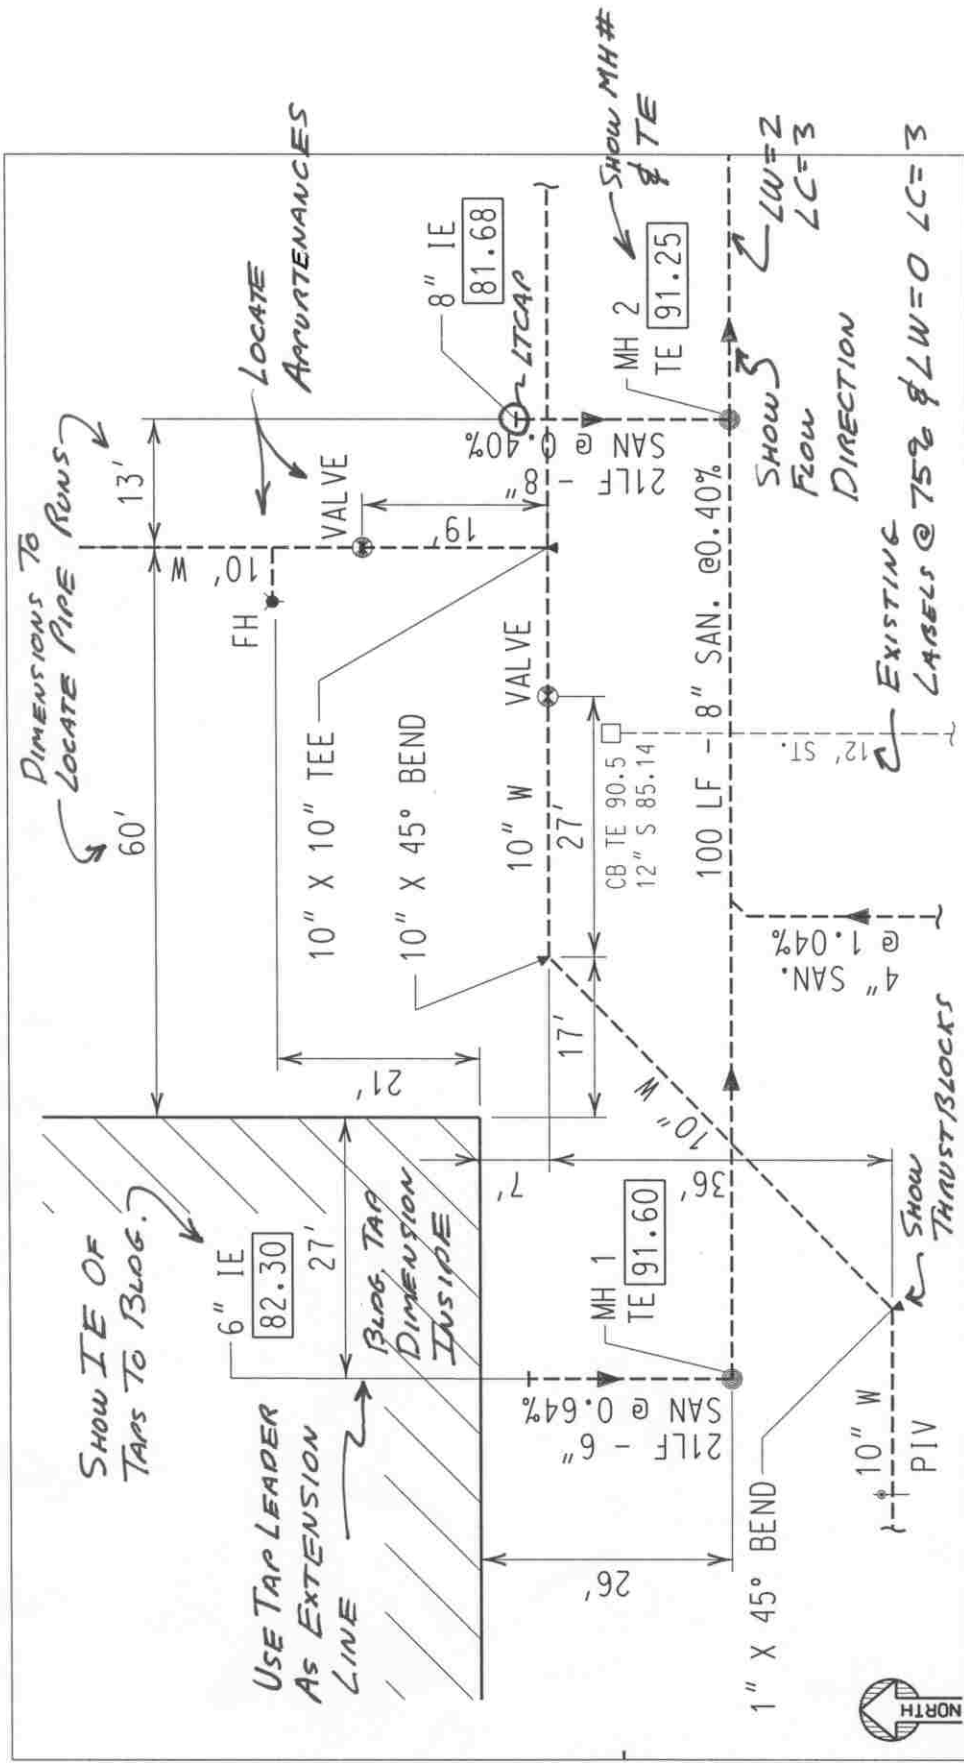 DIMENSIONS TO
LOCATE PIPE RUNS
60'
13'
LOCATE
APPURTENANCES
SHOW IE OF
TAPS TO BLDG.
6" IE
82.30
27'
USE TAP LEADER
AS EXTENSION
LINE
BLDG. TAP
DIMENSION
INSIDE
21'
FH
10'
W
VALVE
19'
10" X 10" TEE
10" X 45° BEND
8" IE
81.68
LTCAP
10" W
VALVE
17'
27'
7'
36'
10" W
CB TE 90.5
12" S 85.14
21LF - 8"
SAN @ 0.40%
SHOW MH#
& TE
MH 2
TE 91.25
MH 1
TE 91.60
21LF - 6"
SAN @ 0.64%
26'
100 LF - 8" SAN. @0.40%
4" SAN.
@ 1.04%
12' ST.
SHOW
FLOW
DIRECTION
LW=2
LC=3
EXISTING
LABELS @ 75% & LW=0 LC=3
SHOW
THRUSTBLOCKS
1" X 45° BEND
10" W
PIV
NORTH